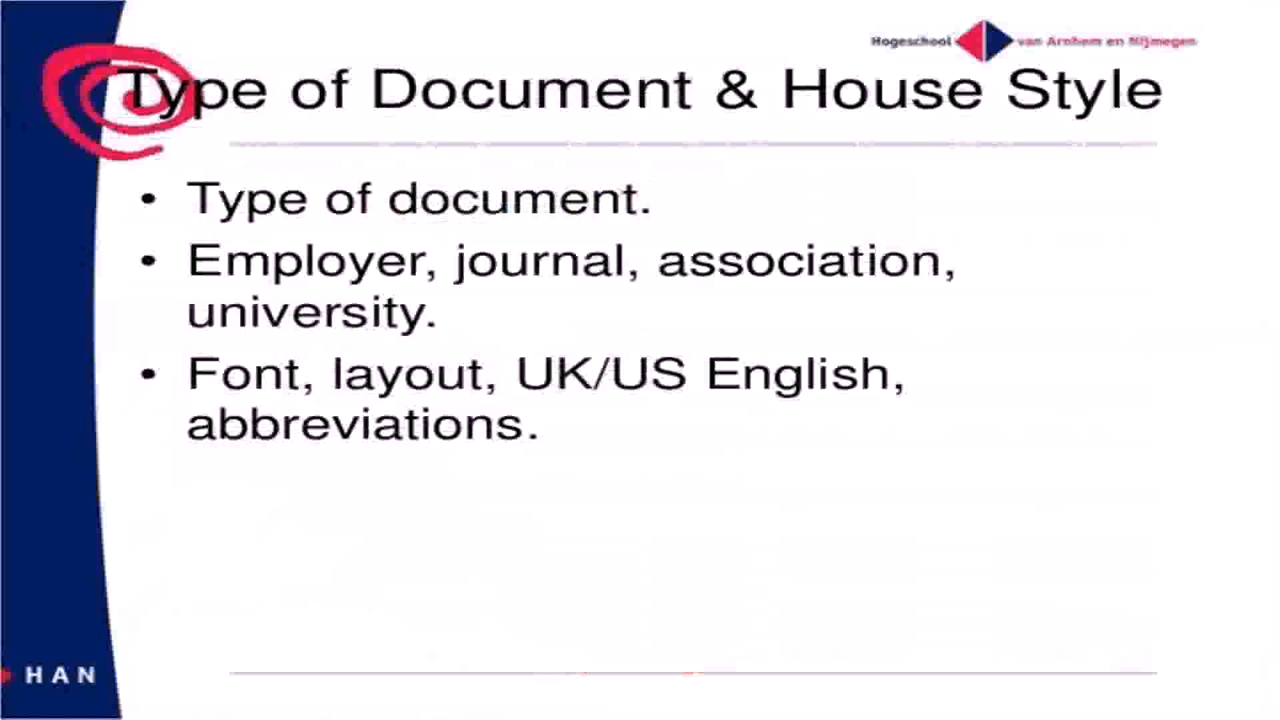 Hogeschool van Arnhem en Nijmegen
Type of Document & House Style
• Type of document.
• Employer, journal, association,
university.
• Font, layout, UK/US English,
abbreviations.
HAN